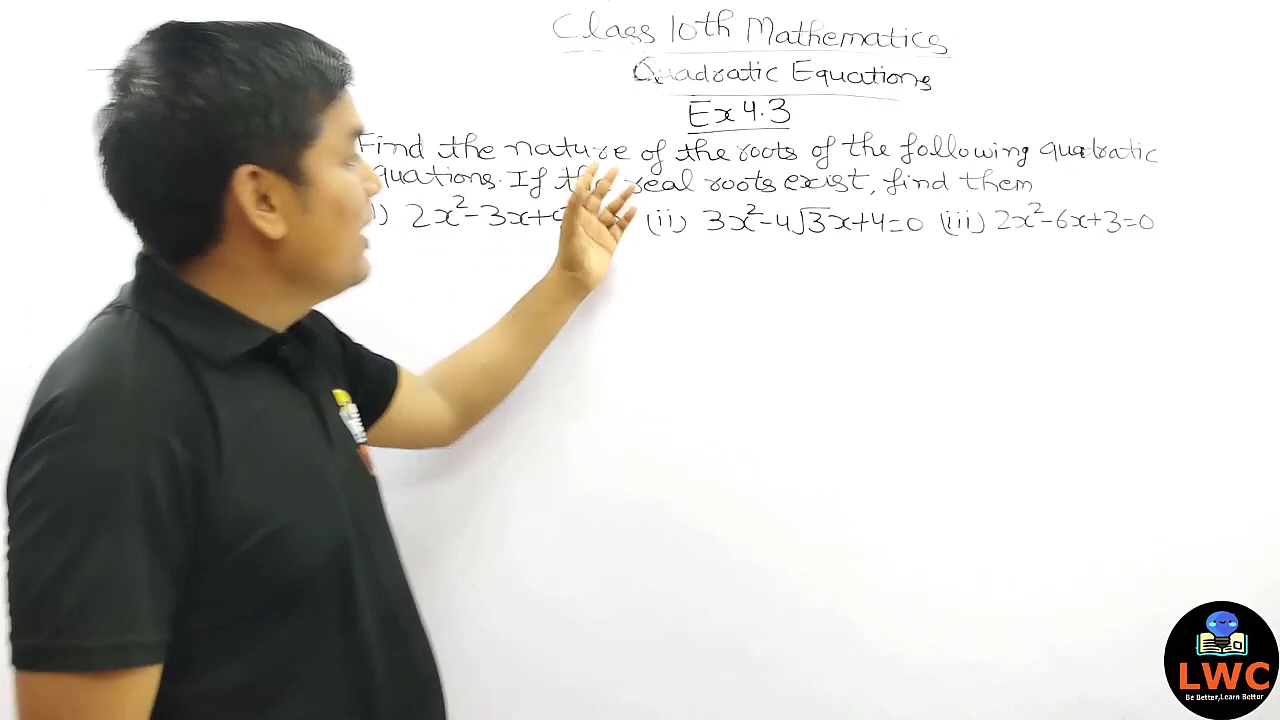 Class 10th Mathematics
Quadratic Equations
Ex 4.3
Find the nature of the roots of the following quadratic
quations. If the real roots exist, find them
) 2x²-3x+ (ii) 3x²-4√3x+4=0 (iii) 2x²-6x+3=0
LWC
Be Better,Learn Better